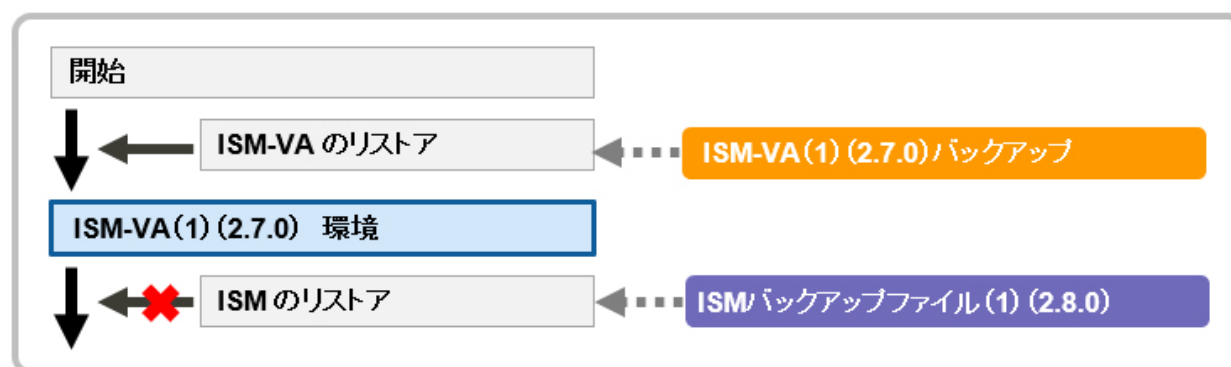 開始
ISM-VA のリストア
ISM-VA(1)(2.7.0)バックアップ
ISM-VA(1)(2.7.0) 環境
ISM のリストア
ISMバックアップファイル(1)(2.8.0)